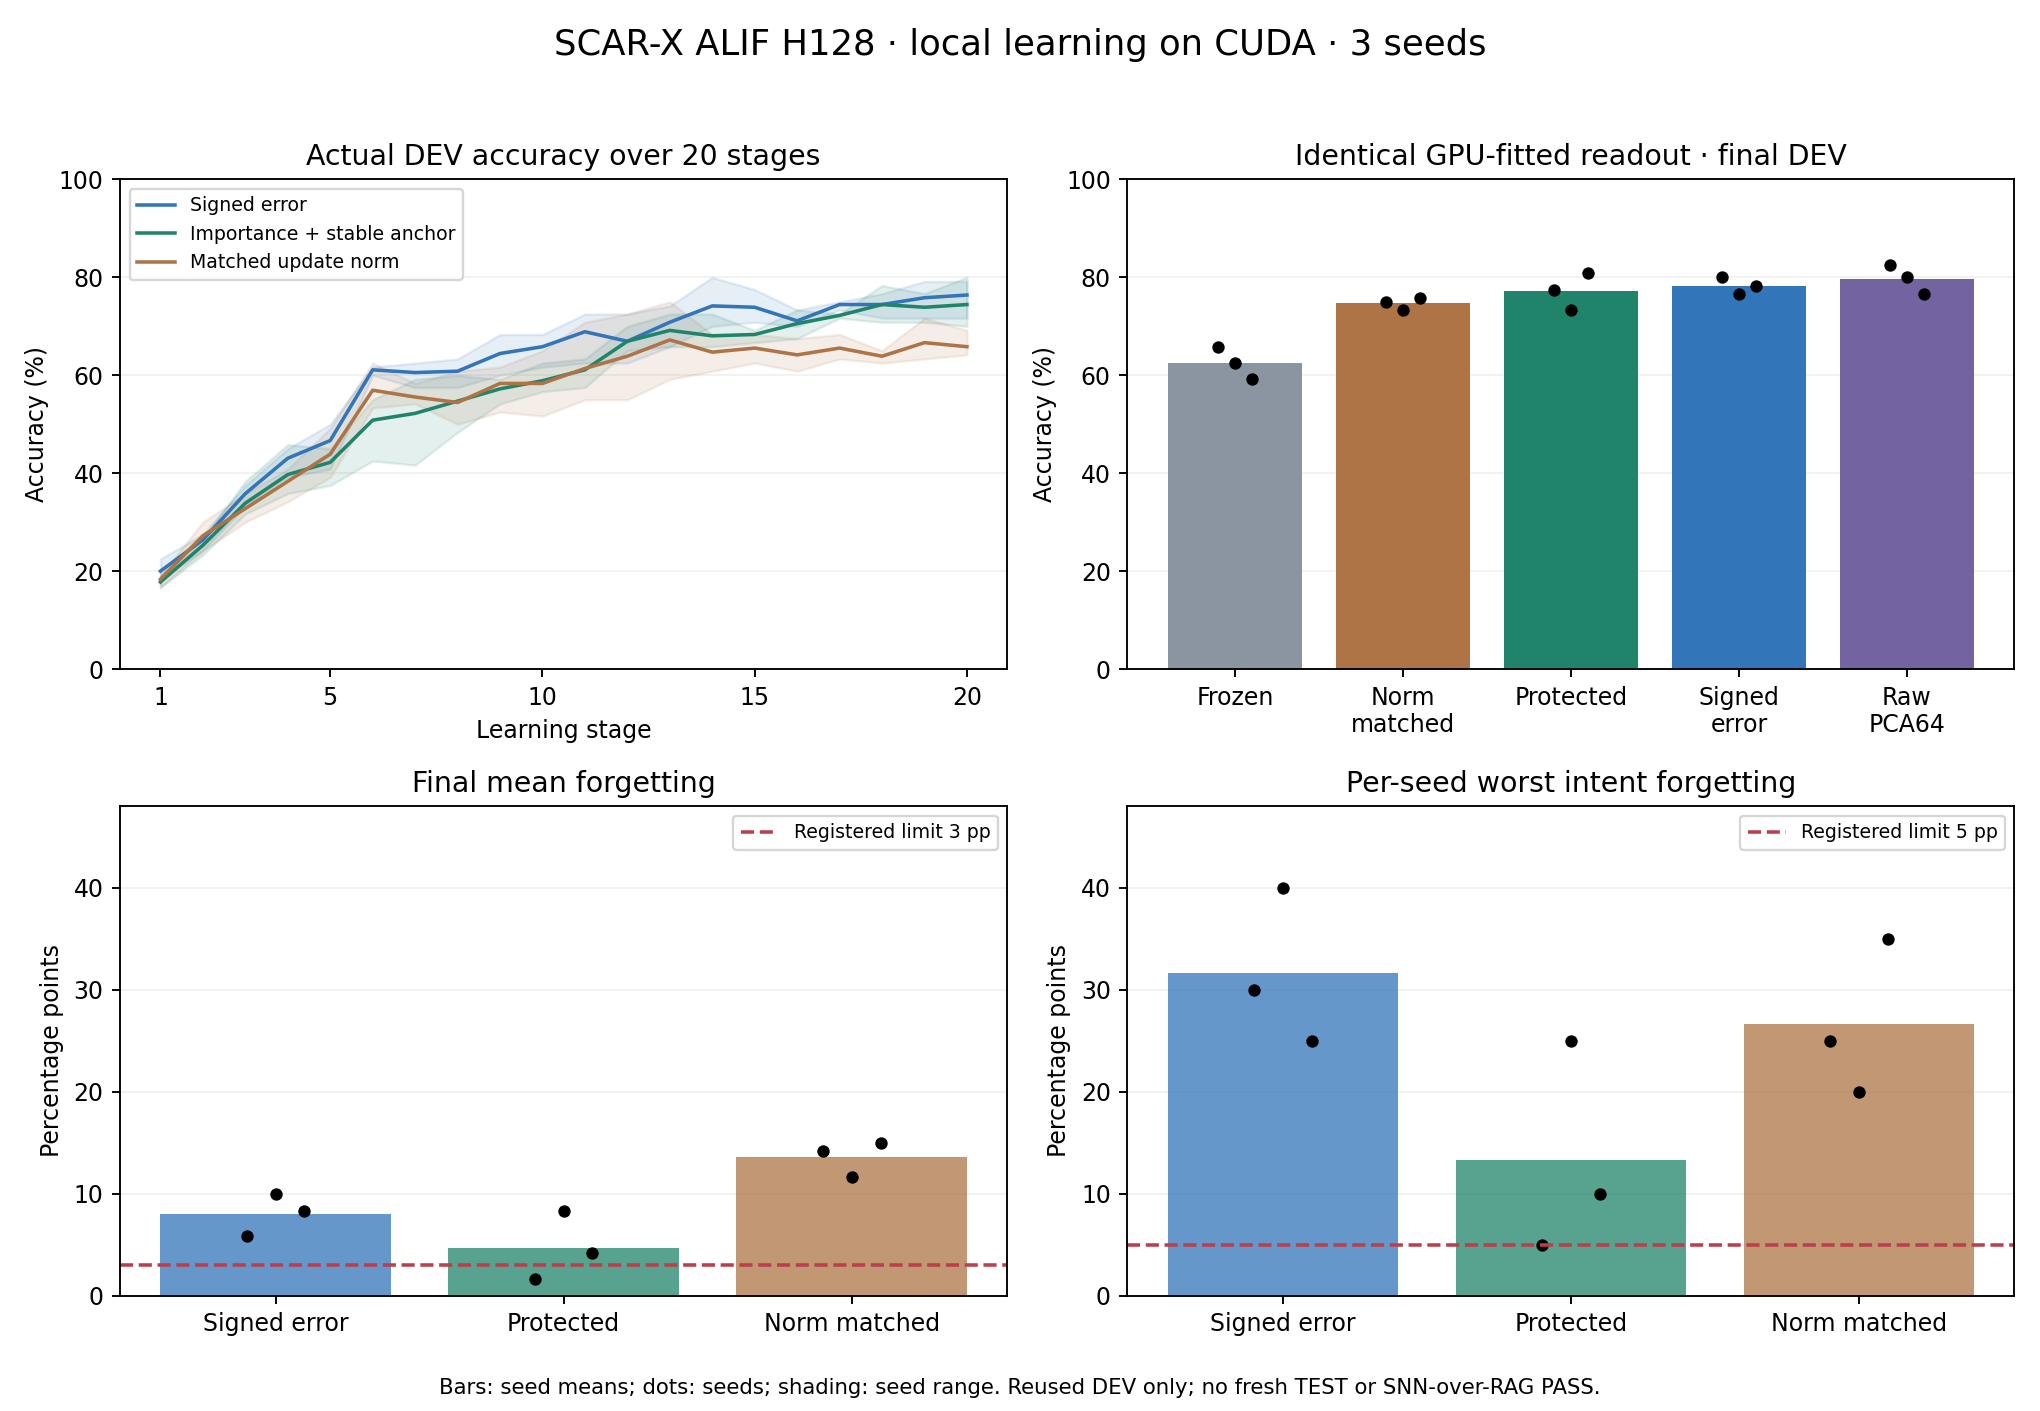 SCAR-X ALIF H128 · local learning on CUDA · 3 seeds
Actual DEV accuracy over 20 stages
Accuracy (%)
100
80
60
40
20
0
Signed error
Importance + stable anchor
Matched update norm
1
5
10
15
20
Learning stage
Identical GPU-fitted readout · final DEV
Accuracy (%)
100
80
60
40
20
0
Frozen
Norm
matched
Protected
Signed
error
Raw
PCA64
Final mean forgetting
Percentage points
40
30
20
10
0
Registered limit 3 pp
Signed error
Protected
Norm matched
Per-seed worst intent forgetting
Percentage points
40
30
20
10
0
Registered limit 5 pp
Signed error
Protected
Norm matched
Bars: seed means; dots: seeds; shading: seed range. Reused DEV only; no fresh TEST or SNN-over-RAG PASS.